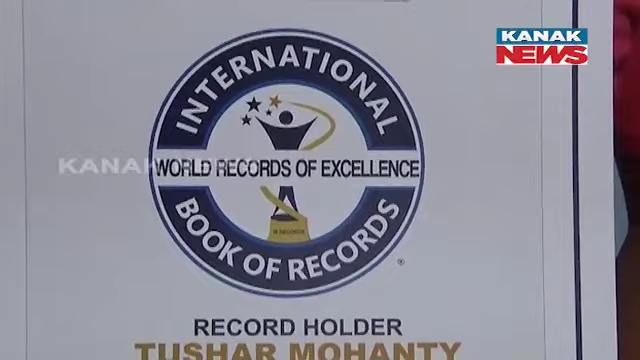 KANAK
NEWS
INTERNATIONAL
KANAK
WORLD RECORDS OF EXCELLENCE
BOOK OF RECORDS
®
RECORD HOLDER
TUSHAR MOHANTY